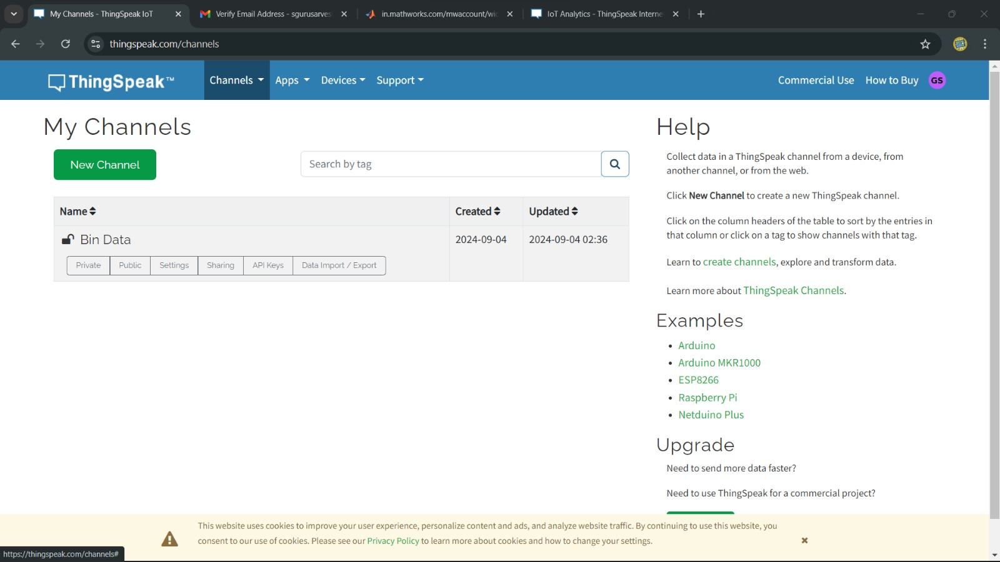 My Channels - ThingSpeak IoT
Verify Email Address - sgurusarves
in.mathworks.com/mwaccount/wid
IoT Analytics - ThingSpeak Interne
thingspeak.com/channels
ThingSpeak™
Channels
Apps
Devices
Support
Commercial Use
How to Buy
GS
My Channels
New Channel
Search by tag
Name
Created
Updated
Bin Data
2024-09-04
2024-09-04 02:36
Private
Public
Settings
Sharing
API Keys
Data Import / Export
Help
Collect data in a ThingSpeak channel from a device, from
another channel, or from the web.
Click New Channel to create a new ThingSpeak channel.
Click on the column headers of the table to sort by the entries in
that column or click on a tag to show channels with that tag.
Learn to create channels, explore and transform data.
Learn more about ThingSpeak Channels.
Examples
Arduino
Arduino MKR1000
ESP8266
Raspberry Pi
Netduino Plus
Upgrade
Need to send more data faster?
Need to use ThingSpeak for a commercial project?
This website uses cookies to improve your user experience, personalize content and ads, and analyze website traffic. By continuing to use this website, you
consent to our use of cookies. Please see our Privacy Policy to learn more about cookies and how to change your settings.
https://thingspeak.com/channels#